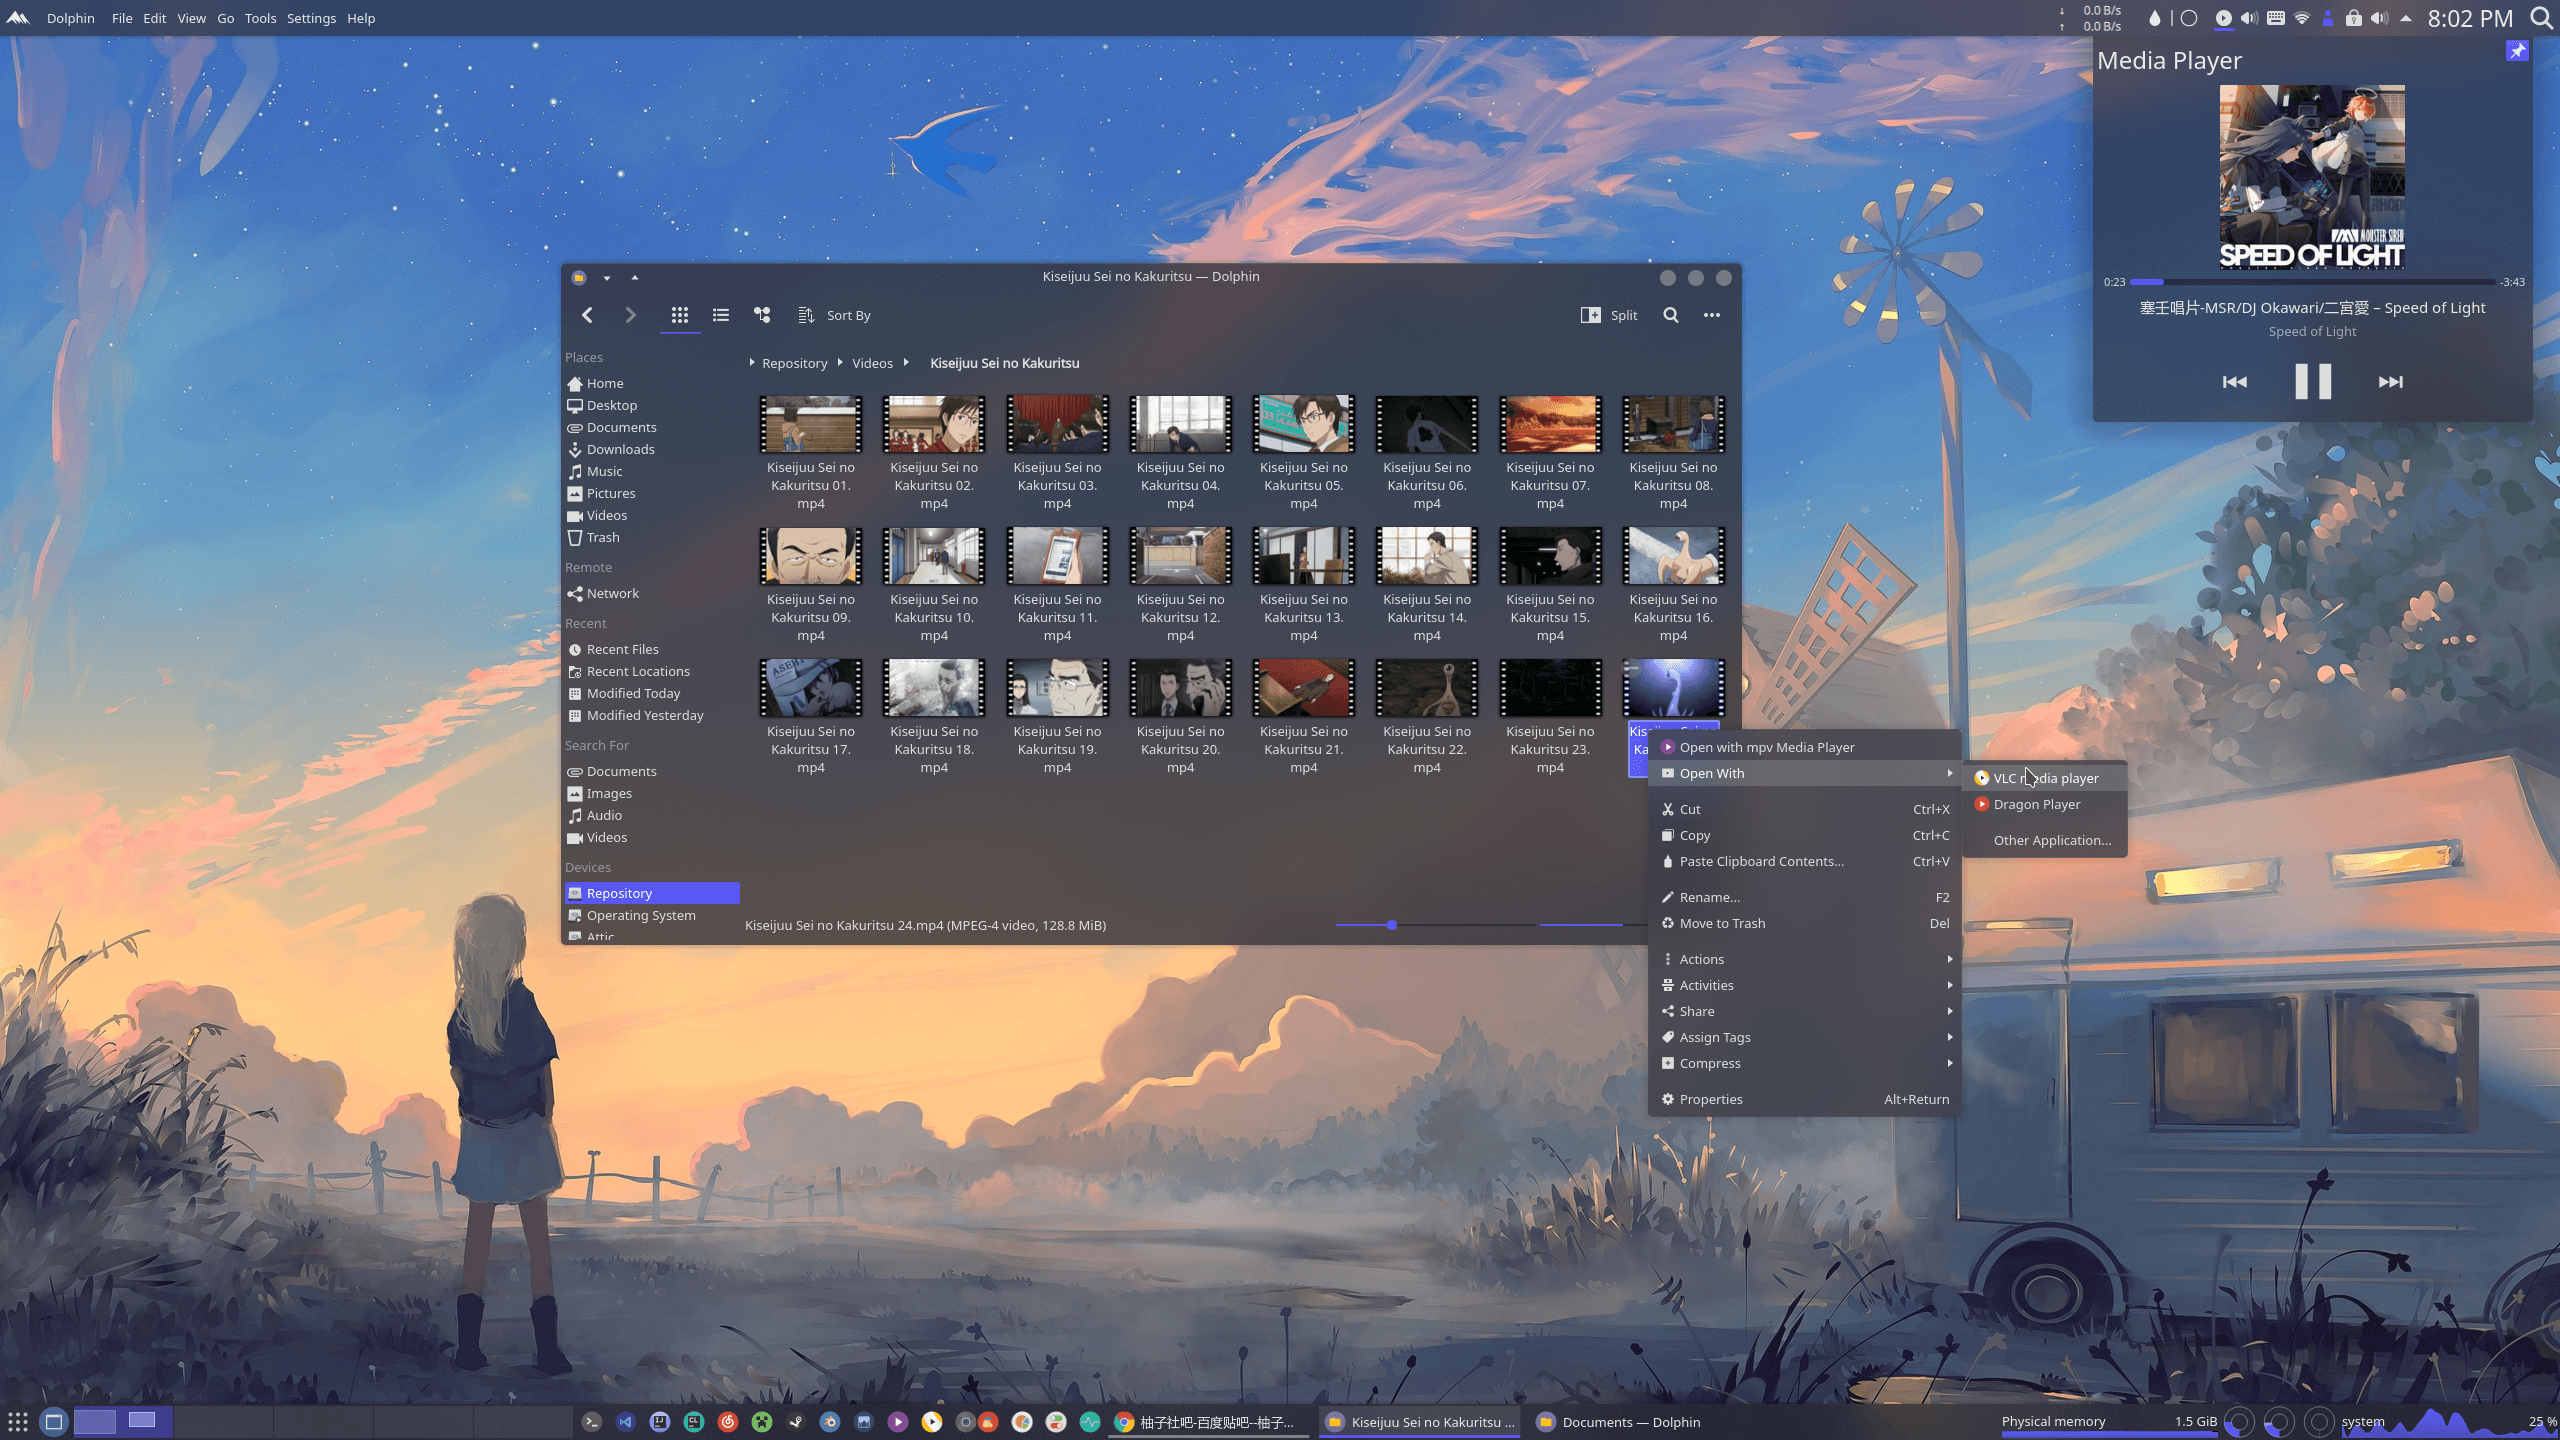 Dolphin File Edit View Go Tools Settings Help
↓ 0.0 B/s
↑ 0.0 B/s
8:02 PM
Media Player
MONSTER SIREN
SPEED OF LIGHT
0:23
-3:43
塞壬唱片-MSR/DJ Okawari/二宮愛 – Speed of Light
Speed of Light
Kiseijuu Sei no Kakuritsu — Dolphin
Sort By
Split
Places
Home
Desktop
Documents
Downloads
Music
Pictures
Videos
Trash
Remote
Network
Recent
Recent Files
Recent Locations
Modified Today
Modified Yesterday
Search For
Documents
Images
Audio
Videos
Devices
Repository
Operating System
Attic
Repository Videos Kiseijuu Sei no Kakuritsu
Kiseijuu Sei no
Kakuritsu 01.
mp4
Kiseijuu Sei no
Kakuritsu 02.
mp4
Kiseijuu Sei no
Kakuritsu 03.
mp4
Kiseijuu Sei no
Kakuritsu 04.
mp4
Kiseijuu Sei no
Kakuritsu 05.
mp4
Kiseijuu Sei no
Kakuritsu 06.
mp4
Kiseijuu Sei no
Kakuritsu 07.
mp4
Kiseijuu Sei no
Kakuritsu 08.
mp4
Kiseijuu Sei no
Kakuritsu 09.
mp4
Kiseijuu Sei no
Kakuritsu 10.
mp4
Kiseijuu Sei no
Kakuritsu 11.
mp4
Kiseijuu Sei no
Kakuritsu 12.
mp4
Kiseijuu Sei no
Kakuritsu 13.
mp4
Kiseijuu Sei no
Kakuritsu 14.
mp4
Kiseijuu Sei no
Kakuritsu 15.
mp4
Kiseijuu Sei no
Kakuritsu 16.
mp4
Kiseijuu Sei no
Kakuritsu 17.
mp4
Kiseijuu Sei no
Kakuritsu 18.
mp4
Kiseijuu Sei no
Kakuritsu 19.
mp4
Kiseijuu Sei no
Kakuritsu 20.
mp4
Kiseijuu Sei no
Kakuritsu 21.
mp4
Kiseijuu Sei no
Kakuritsu 22.
mp4
Kiseijuu Sei no
Kakuritsu 23.
mp4
Kiseijuu Sei no
Ka
Kiseijuu Sei no Kakuritsu 24.mp4 (MPEG-4 video, 128.8 MiB)
Open with mpv Media Player
Open With
Cut Ctrl+X
Copy Ctrl+C
Paste Clipboard Contents... Ctrl+V
Rename... F2
Move to Trash Del
Actions
Activities
Share
Assign Tags
Compress
Properties Alt+Return
VLC media player
Dragon Player
Other Application...
柚子社吧-百度贴吧--柚子...
Kiseijuu Sei no Kakuritsu ...
Documents — Dolphin
Physical memory 1.5 GiB
system 25 %